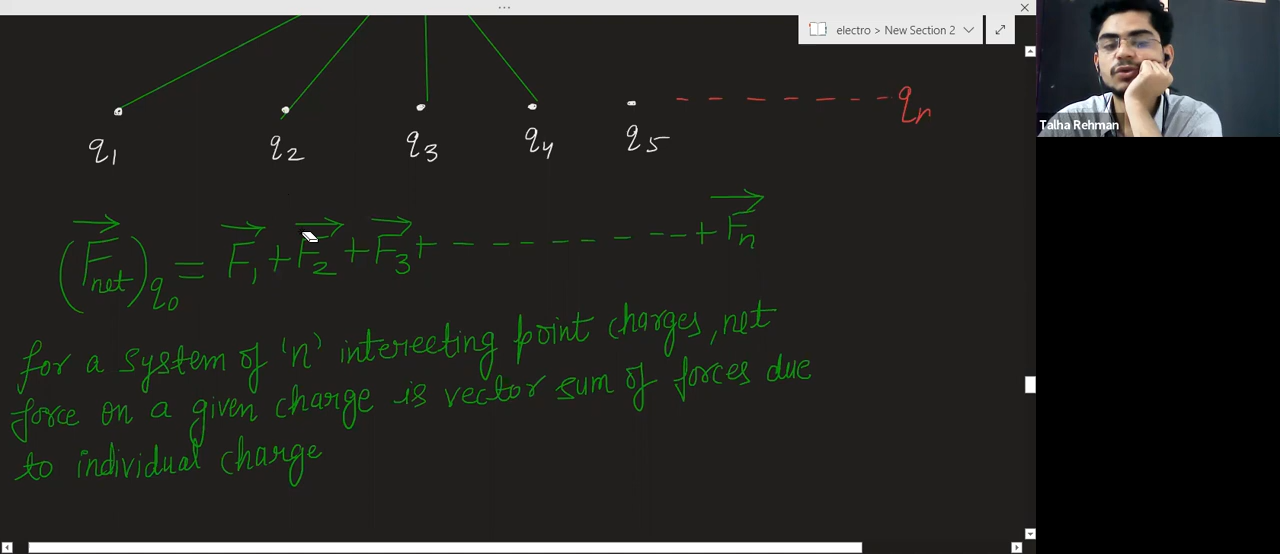 electro > New Section 2
Talha Rehman
q1 q2 q3 q4 q5 - - - - - - - qn
(Fnet)q0 = F1 + F2 + F3 + - - - - - - - - - + Fn
for a system of 'n' intereeting point charges, net
force on a given charge is vector sum of forces due
to individual charge